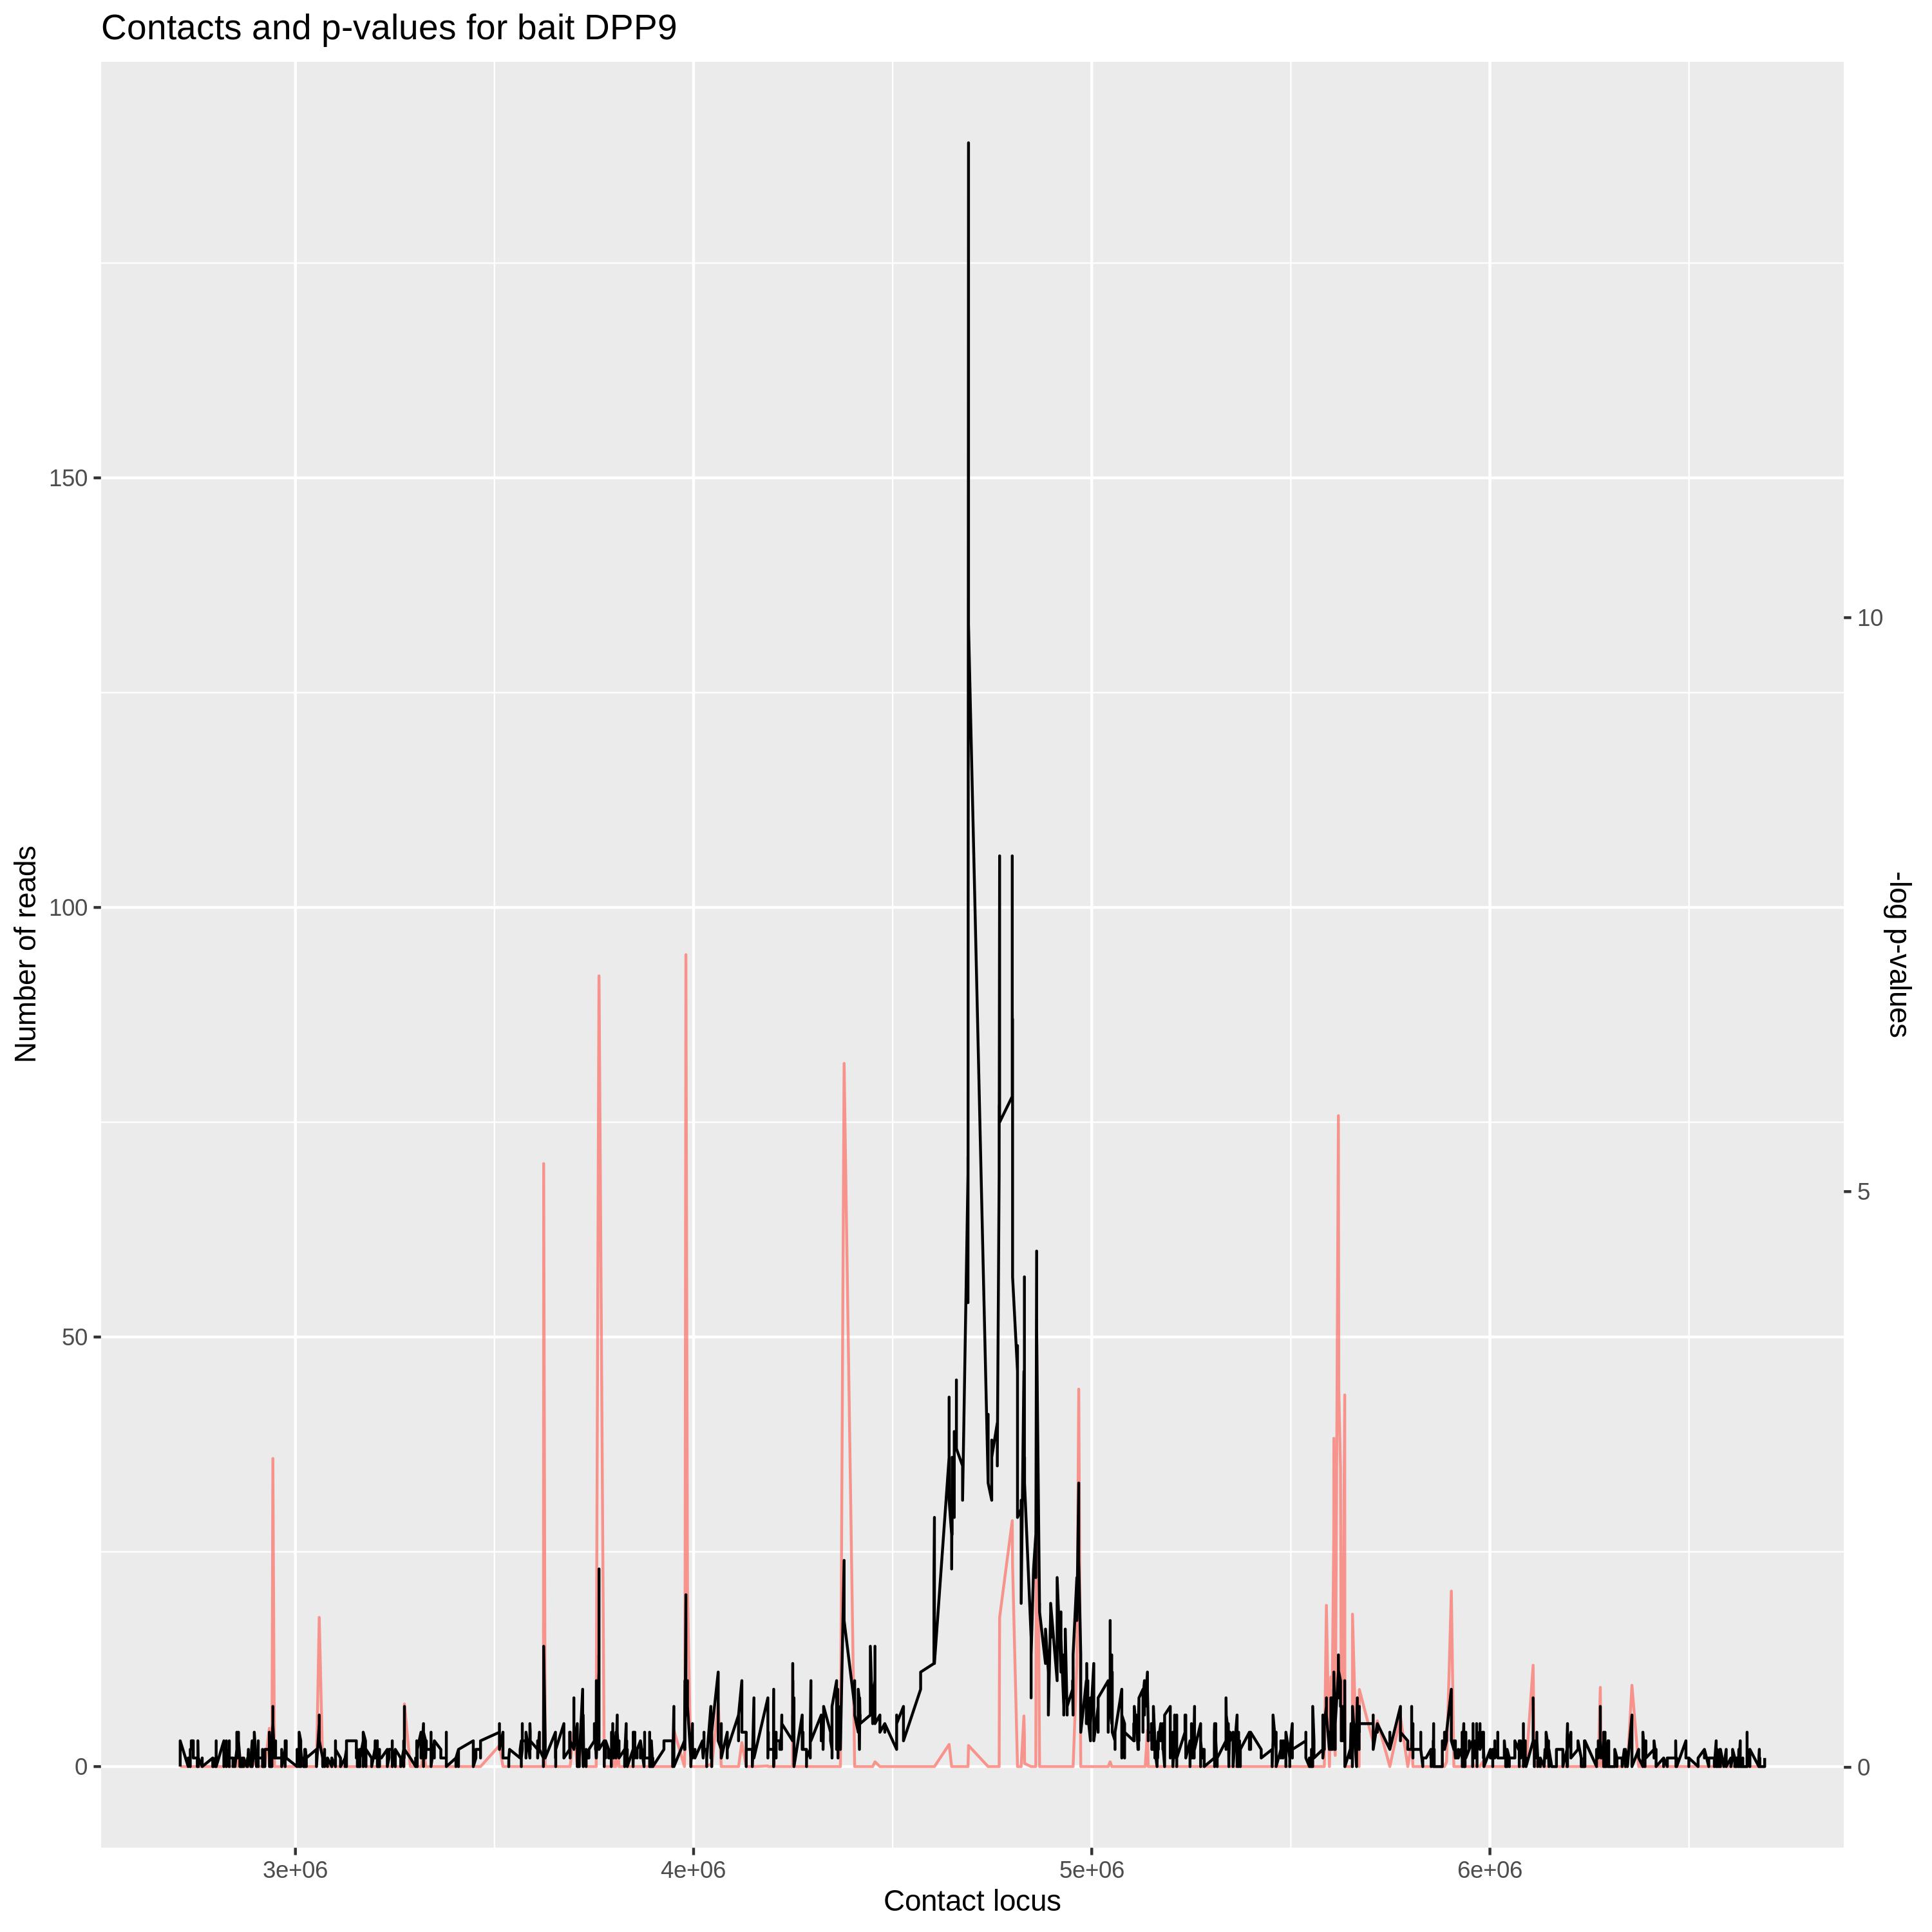 Contacts and p-values for bait DPP9
Number of reads
150
100
50
0
10
5
0
-log p-values
3e+06
4e+06
5e+06
6e+06
Contact locus